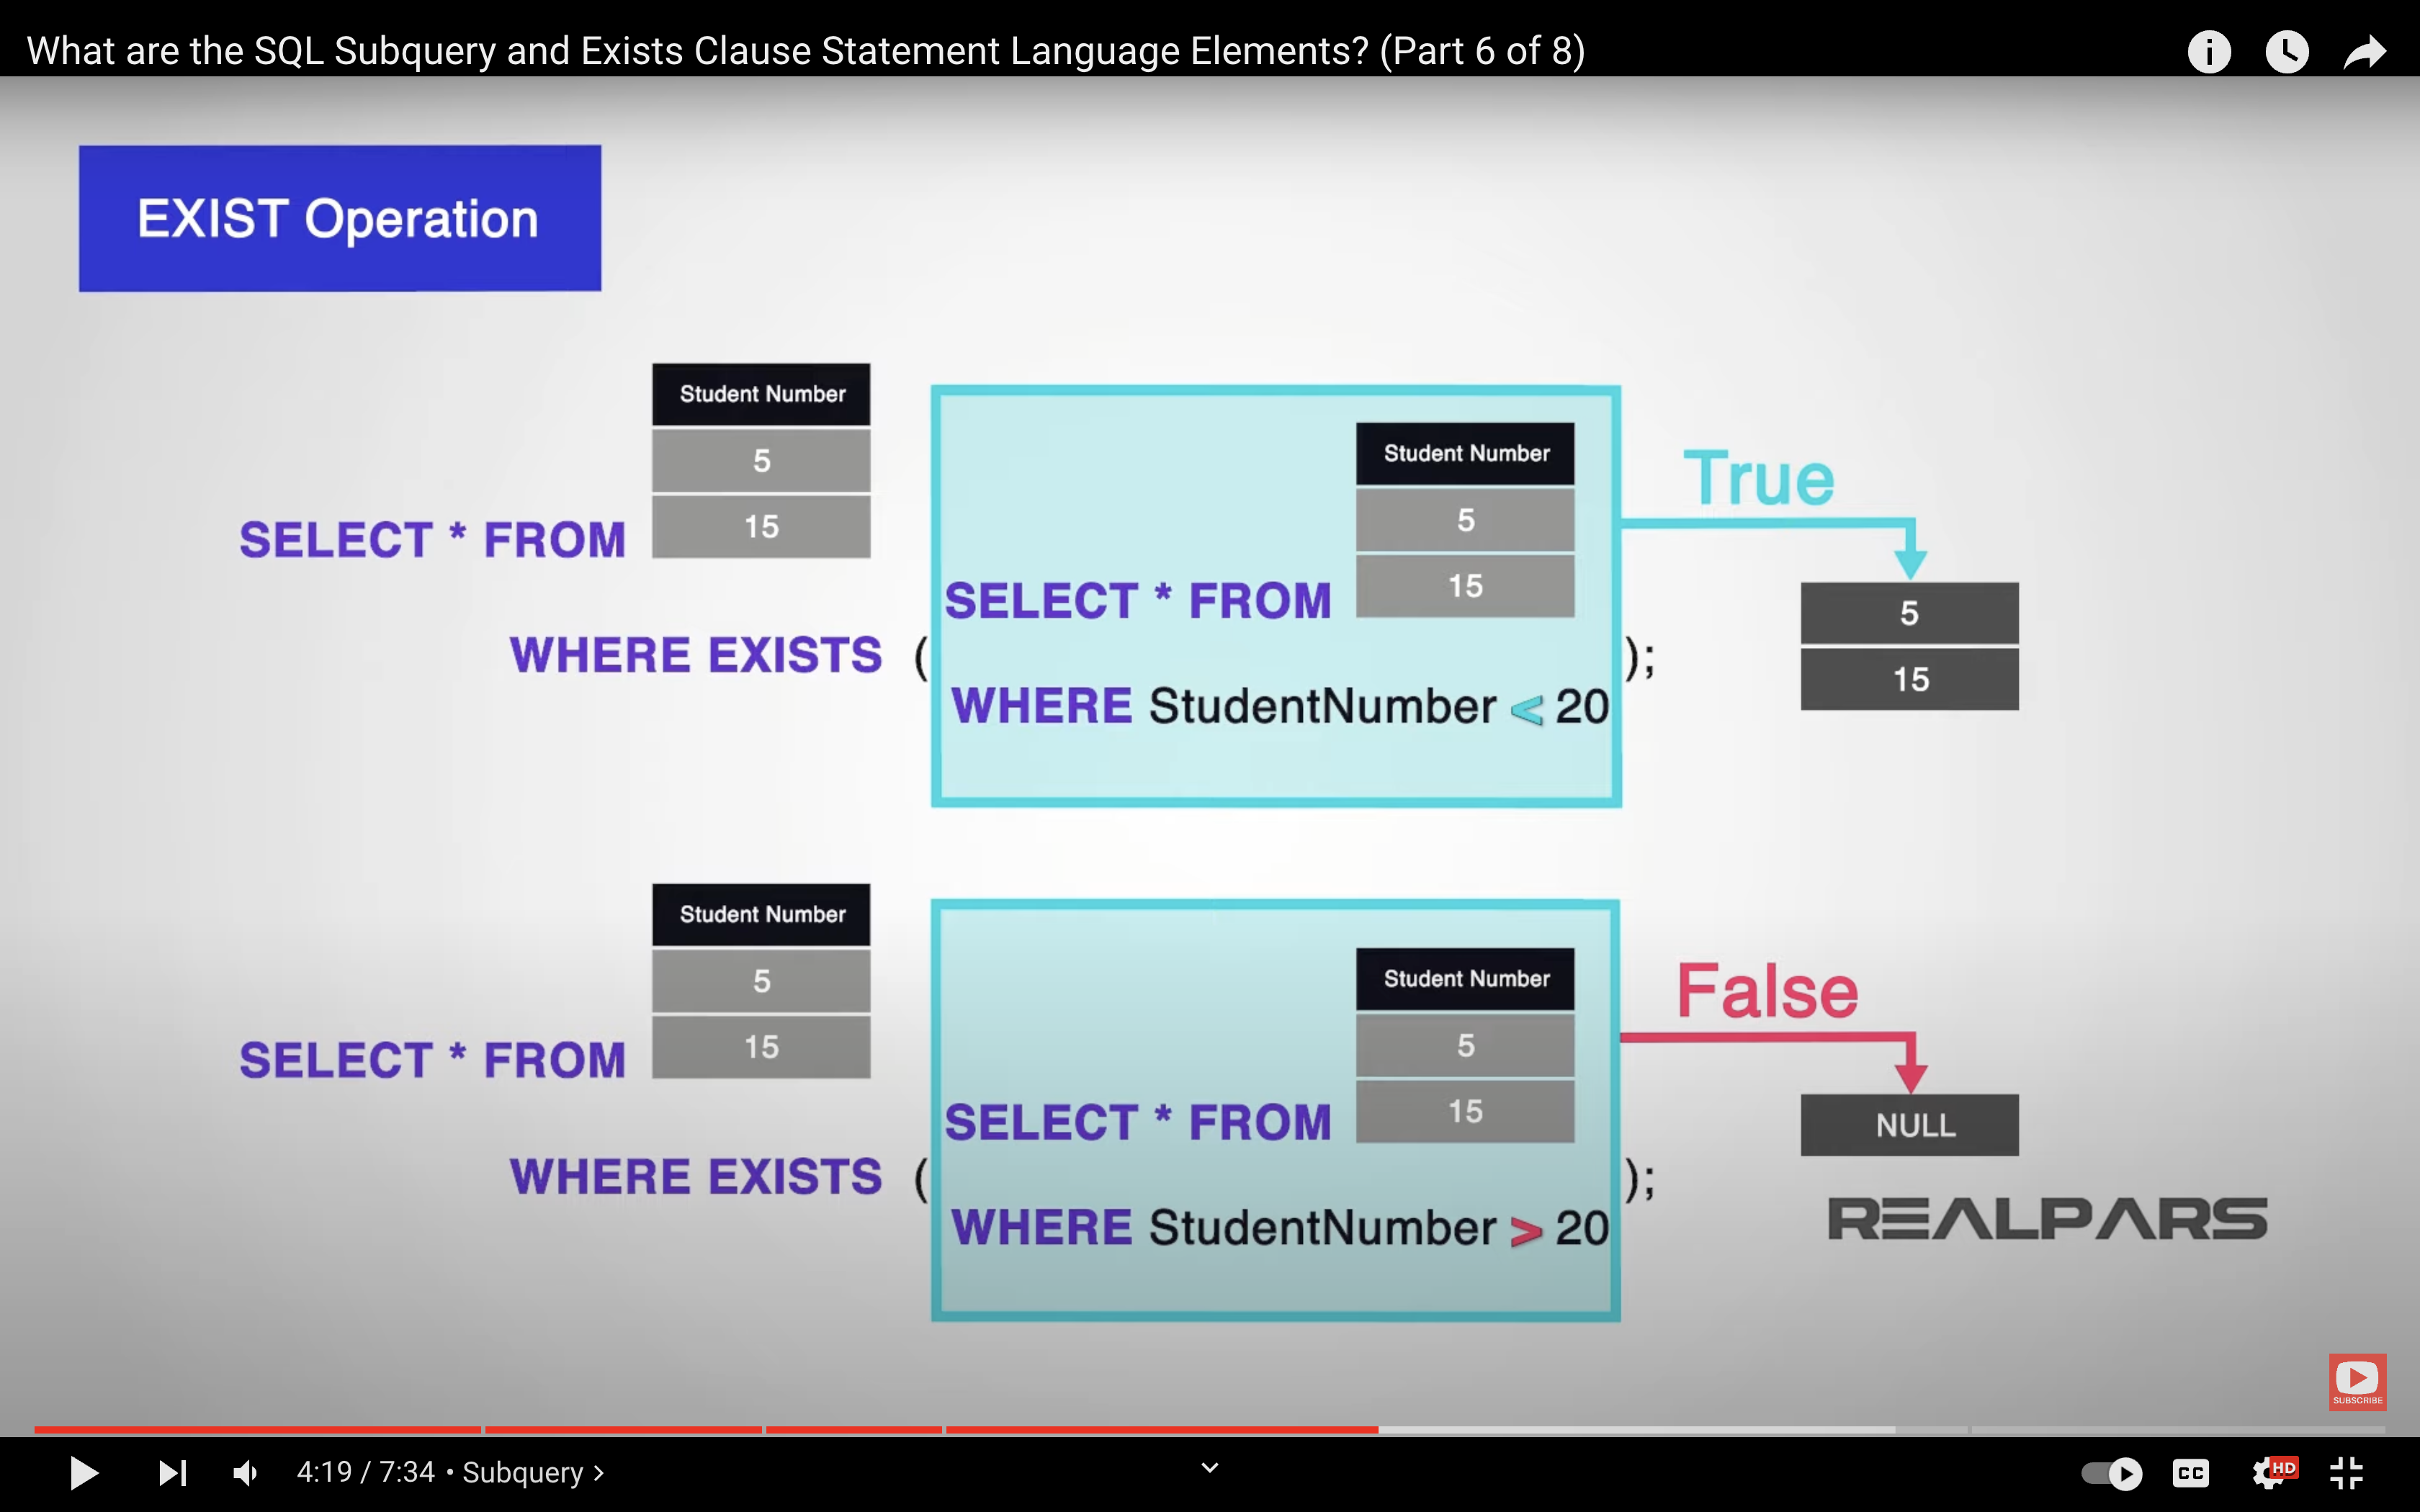 What are the SQL Subquery and Exists Clause Statement Language Elements? (Part 6 of 8)
EXIST Operation
Student Number
5
15
SELECT * FROM
WHERE EXISTS (
Student Number
5
15
SELECT * FROM
WHERE StudentNumber < 20
);
True
5
15
Student Number
5
15
SELECT * FROM
WHERE EXISTS (
Student Number
5
15
SELECT * FROM
WHERE StudentNumber > 20
);
False
NULL
REALPARS
SUBSCRIBE
4:19 / 7:34 • Subquery >
CC
HD